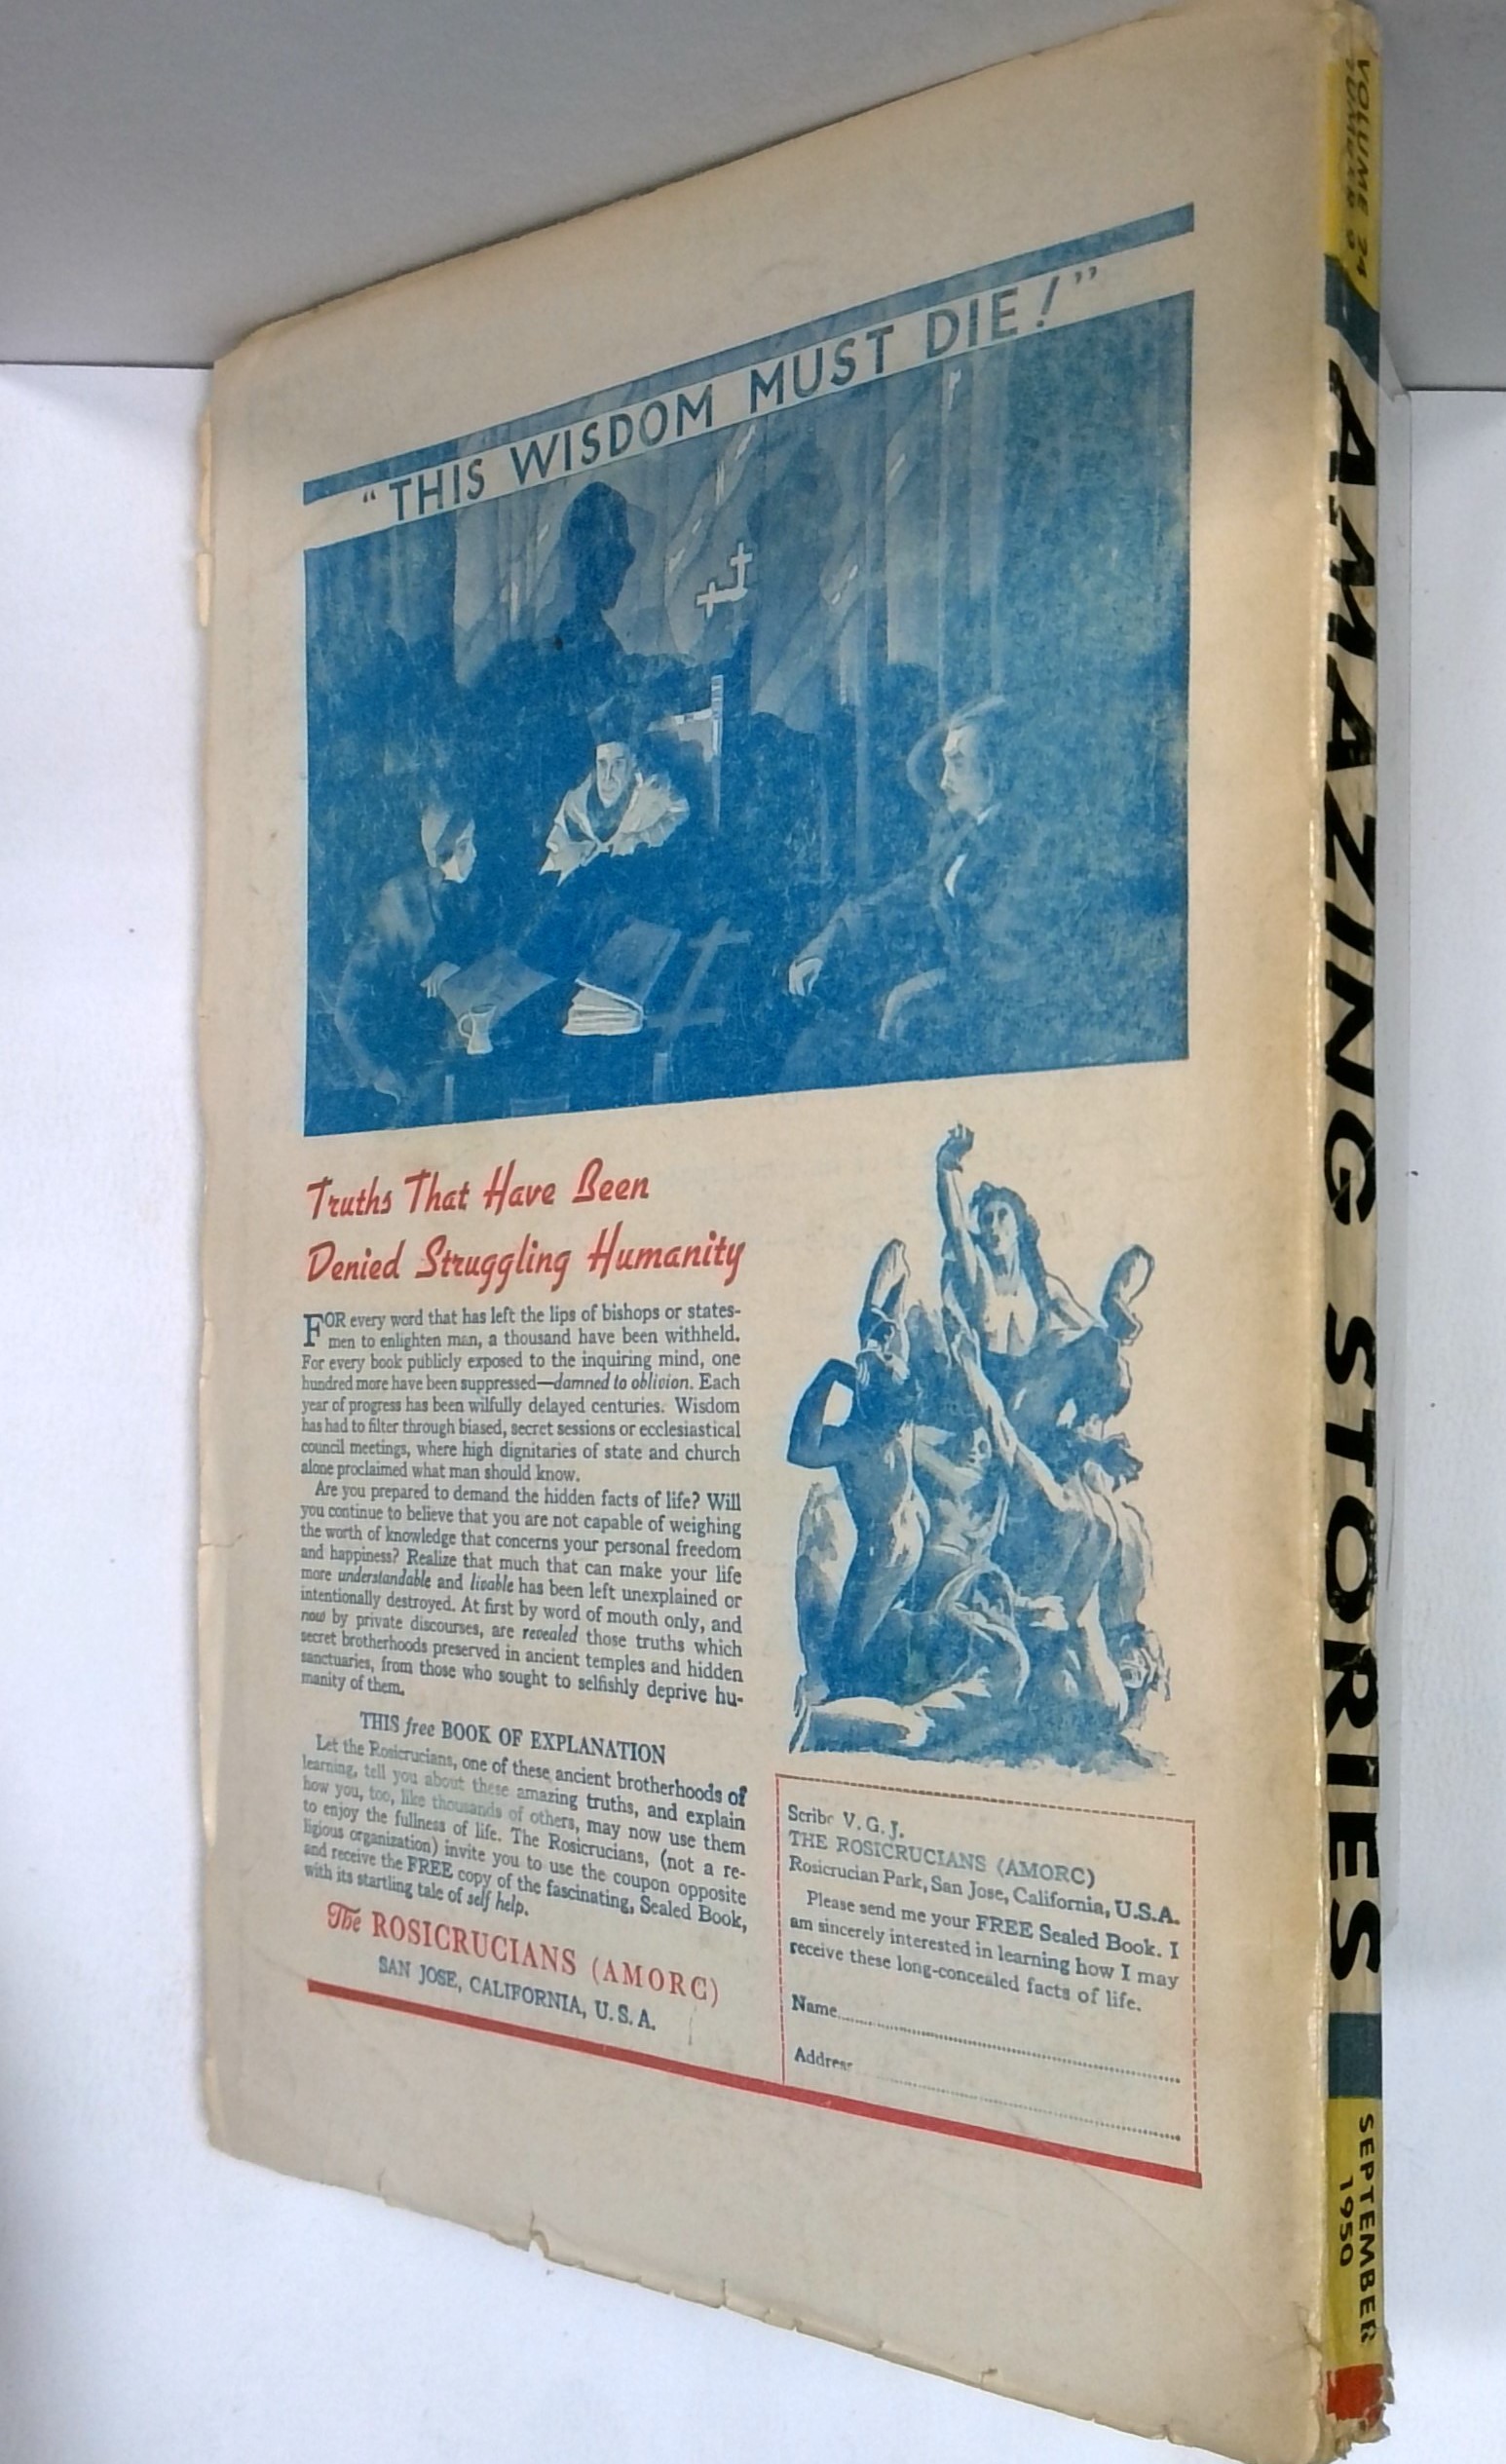 "THIS WISDOM MUST DIE!"
Truths That Have Been
Denied Struggling Humanity
FOR every word that has left the lips of bishops or states-
men to enlighten man, a thousand have been withheld.
For every book publicly exposed to the inquiring mind, one
hundred more have been suppressed—damned to oblivion. Each
year of progress has been wilfully delayed centuries. Wisdom
has had to filter through biased, secret sessions or ecclesiastical
council meetings, where high dignitaries of state and church
alone proclaimed what man should know.
Are you prepared to demand the hidden facts of life? Will
you continue to believe that you are not capable of weighing
the worth of knowledge that concerns your personal freedom
and happiness? Realize that much that can make your life
more understandable and livable has been left unexplained or
intentionally destroyed. At first by word of mouth only, and
now by private discourses, are revealed those truths which
secret brotherhoods preserved in ancient temples and hidden
sanctuaries, from those who sought to selfishly deprive hu-
manity of them.
THIS free BOOK OF EXPLANATION
Let the Rosicrucians, one of these ancient brotherhoods of
learning, tell you about these amazing truths, and explain
how you, too, like thousands of others, may now use them
to enjoy the fullness of life. The Rosicrucians, (not a re-
ligious organization) invite you to use the coupon opposite
and receive the FREE copy of the fascinating, Sealed Book,
with its startling tale of self help.
The ROSICRUCIANS (AMORC)
SAN JOSE, CALIFORNIA, U. S. A.
Scribe V. G. J.
THE ROSICRUCIANS (AMORC)
Rosicrucian Park, San Jose, California, U.S.A.
Please send me your FREE Sealed Book. I
am sincerely interested in learning how I may
receive these long-concealed facts of life.
Name
Address
VOLUME 24
NUMBER 9
AMAZING STORIES
SEPTEMBER
1950